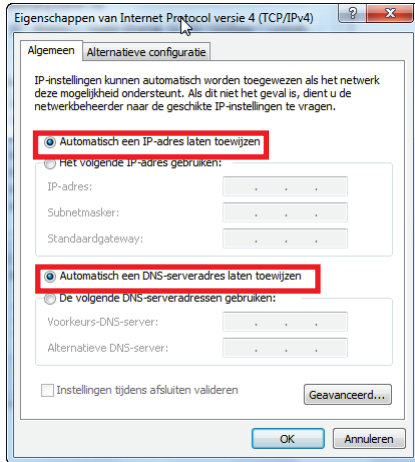 Eigenschappen van Internet Protocol versie 4 (TCP/IPv4)
Algemeen
Alternatieve configuratie
IP-instellingen kunnen automatisch worden toegewezen als het netwerk
deze mogelijkheid ondersteunt. Als dit niet het geval is, dient u de
netwerkbeheerder naar de geschikte IP-instellingen te vragen.
Automatisch een IP-adres laten toewijzen
Het volgende IP-adres gebruiken:
IP-adres:
Subnetmasker:
Standaardgateway:
Automatisch een DNS-serveradres laten toewijzen
De volgende DNS-serveradressen gebruiken:
Voorkeurs-DNS-server:
Alternatieve DNS-server:
Instellingen tijdens afsluiten valideren
Geavanceerd...
OK
Annuleren